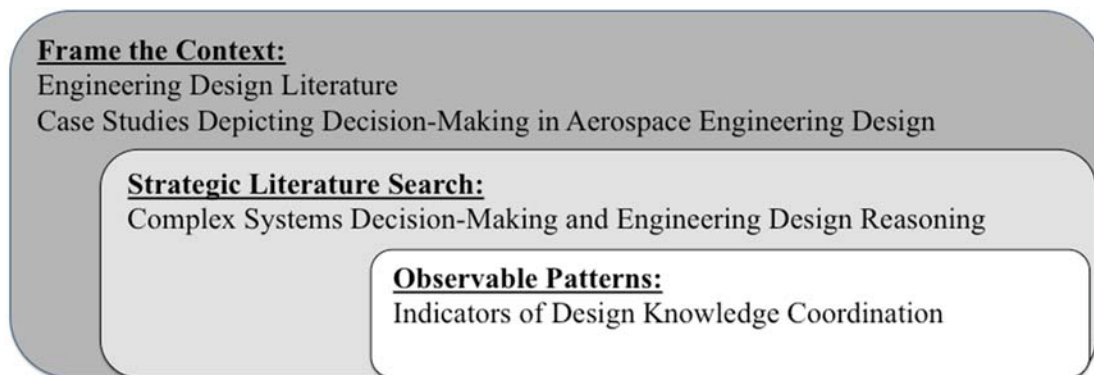 Frame the Context:
Engineering Design Literature
Case Studies Depicting Decision-Making in Aerospace Engineering Design
Strategic Literature Search:
Complex Systems Decision-Making and Engineering Design Reasoning
Observable Patterns:
Indicators of Design Knowledge Coordination